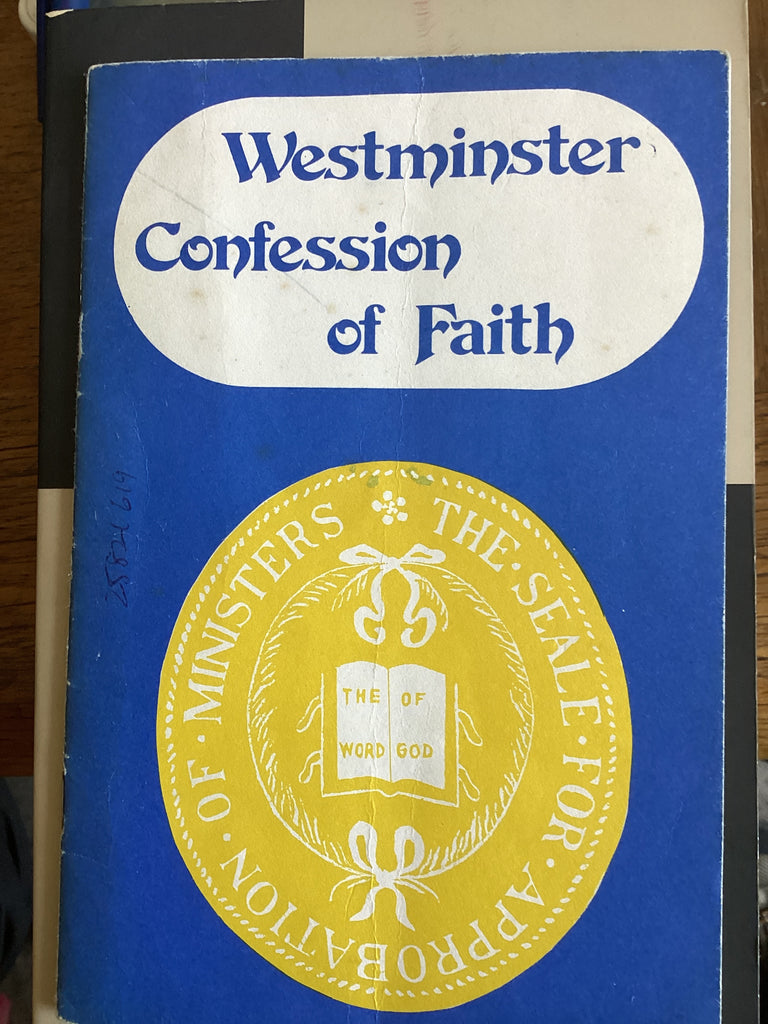 Westminster
Confession
of Faith
THE·SEALE·FOR·APPROBATION·OF·MINISTERS
THE OF
WORD GOD